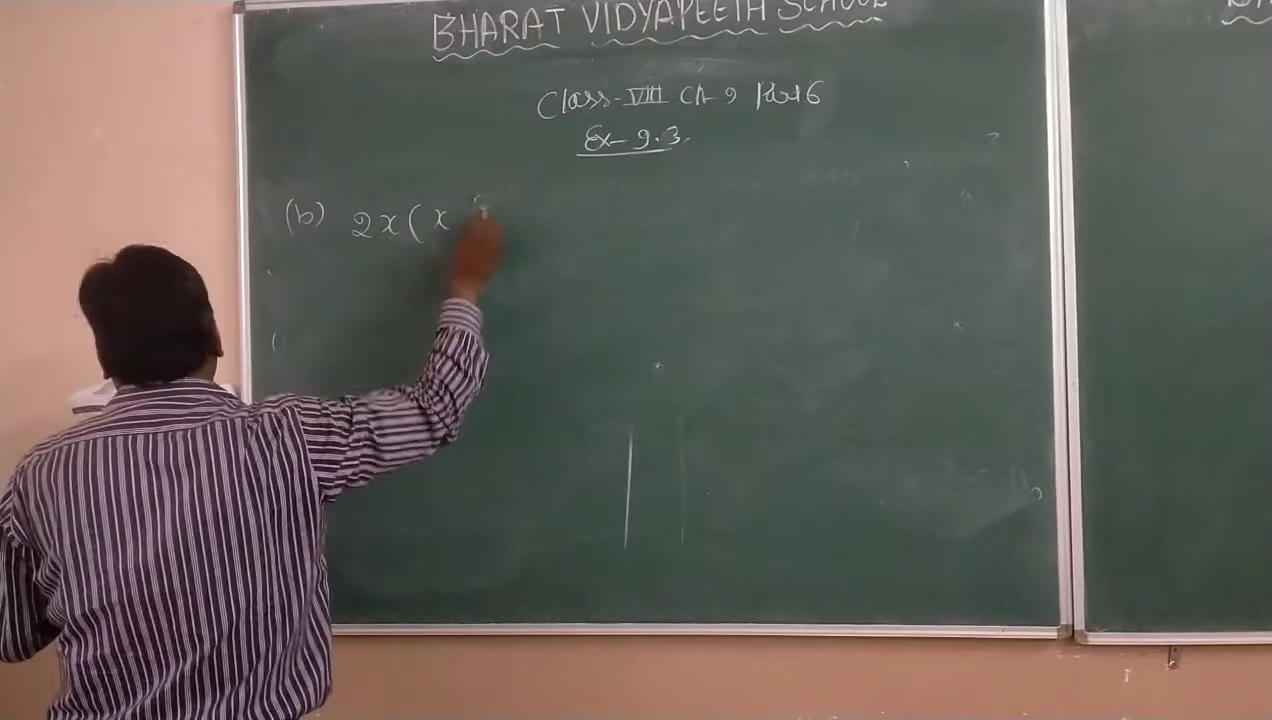 BHARAT VIDYAPEETH SCHOOL
Class-VIII Ch-9 Part 6
Ex-9.3.
(b) 2x(x